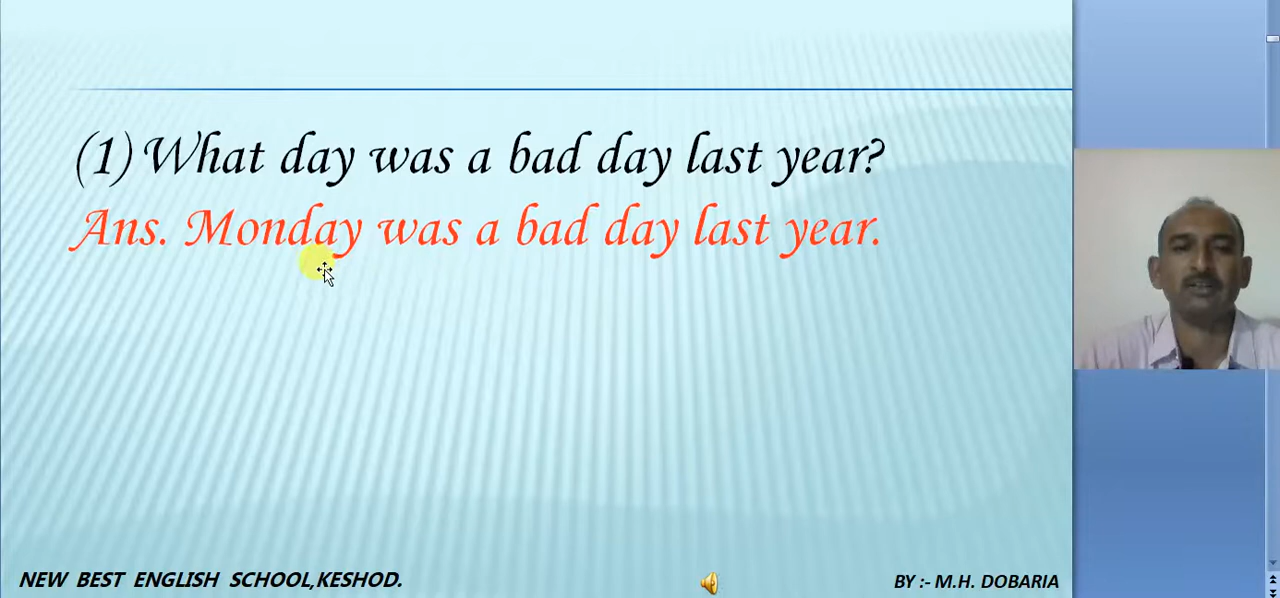 (1) What day was a bad day last year?
Ans. Monday was a bad day last year.
NEW BEST ENGLISH SCHOOL,KESHOD.
BY :- M.H. DOBARIA